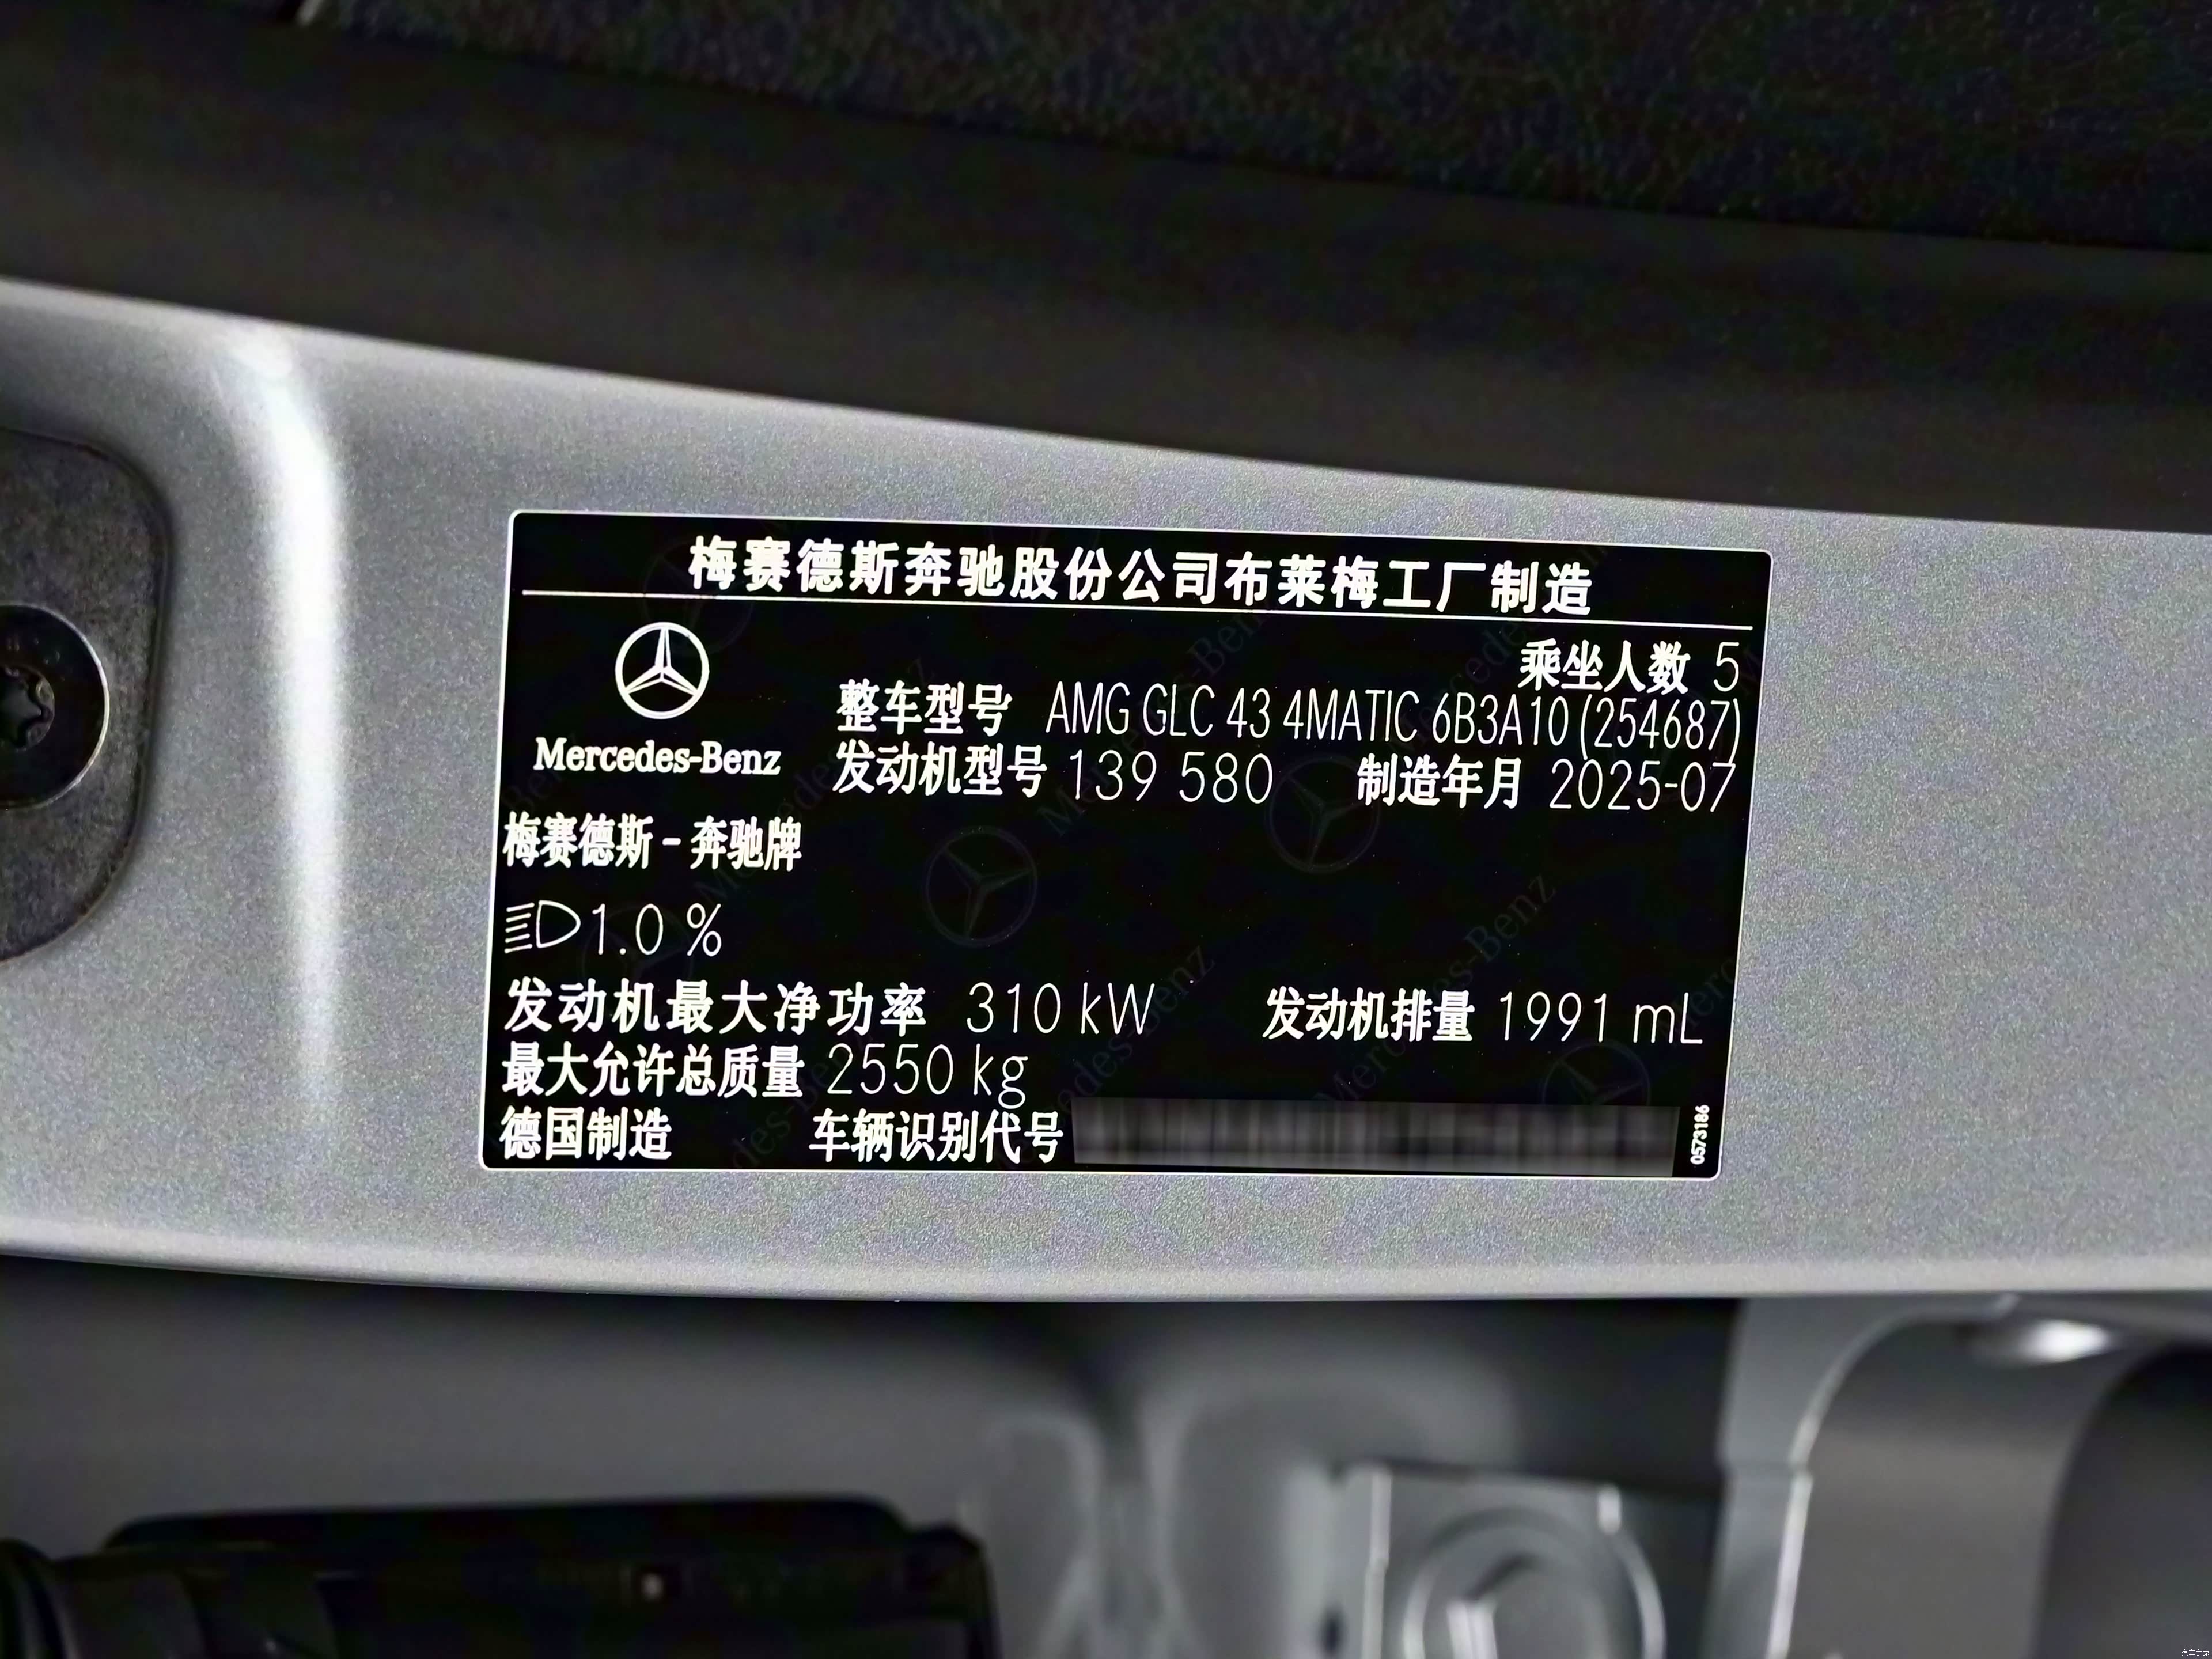 梅赛德斯奔驰股份公司布莱梅工厂制造
乘坐人数 5
整车型号 AMG GLC 43 4MATIC 6B3A10 (254687)
Mercedes-Benz
发动机型号 139 580 制造年月 2025-07
梅赛德斯-奔驰牌
1.0 %
发动机最大净功率 310 kW 发动机排量 1991 mL
最大允许总质量 2550 kg
德国制造 车辆识别代号
0573186
汽车之家